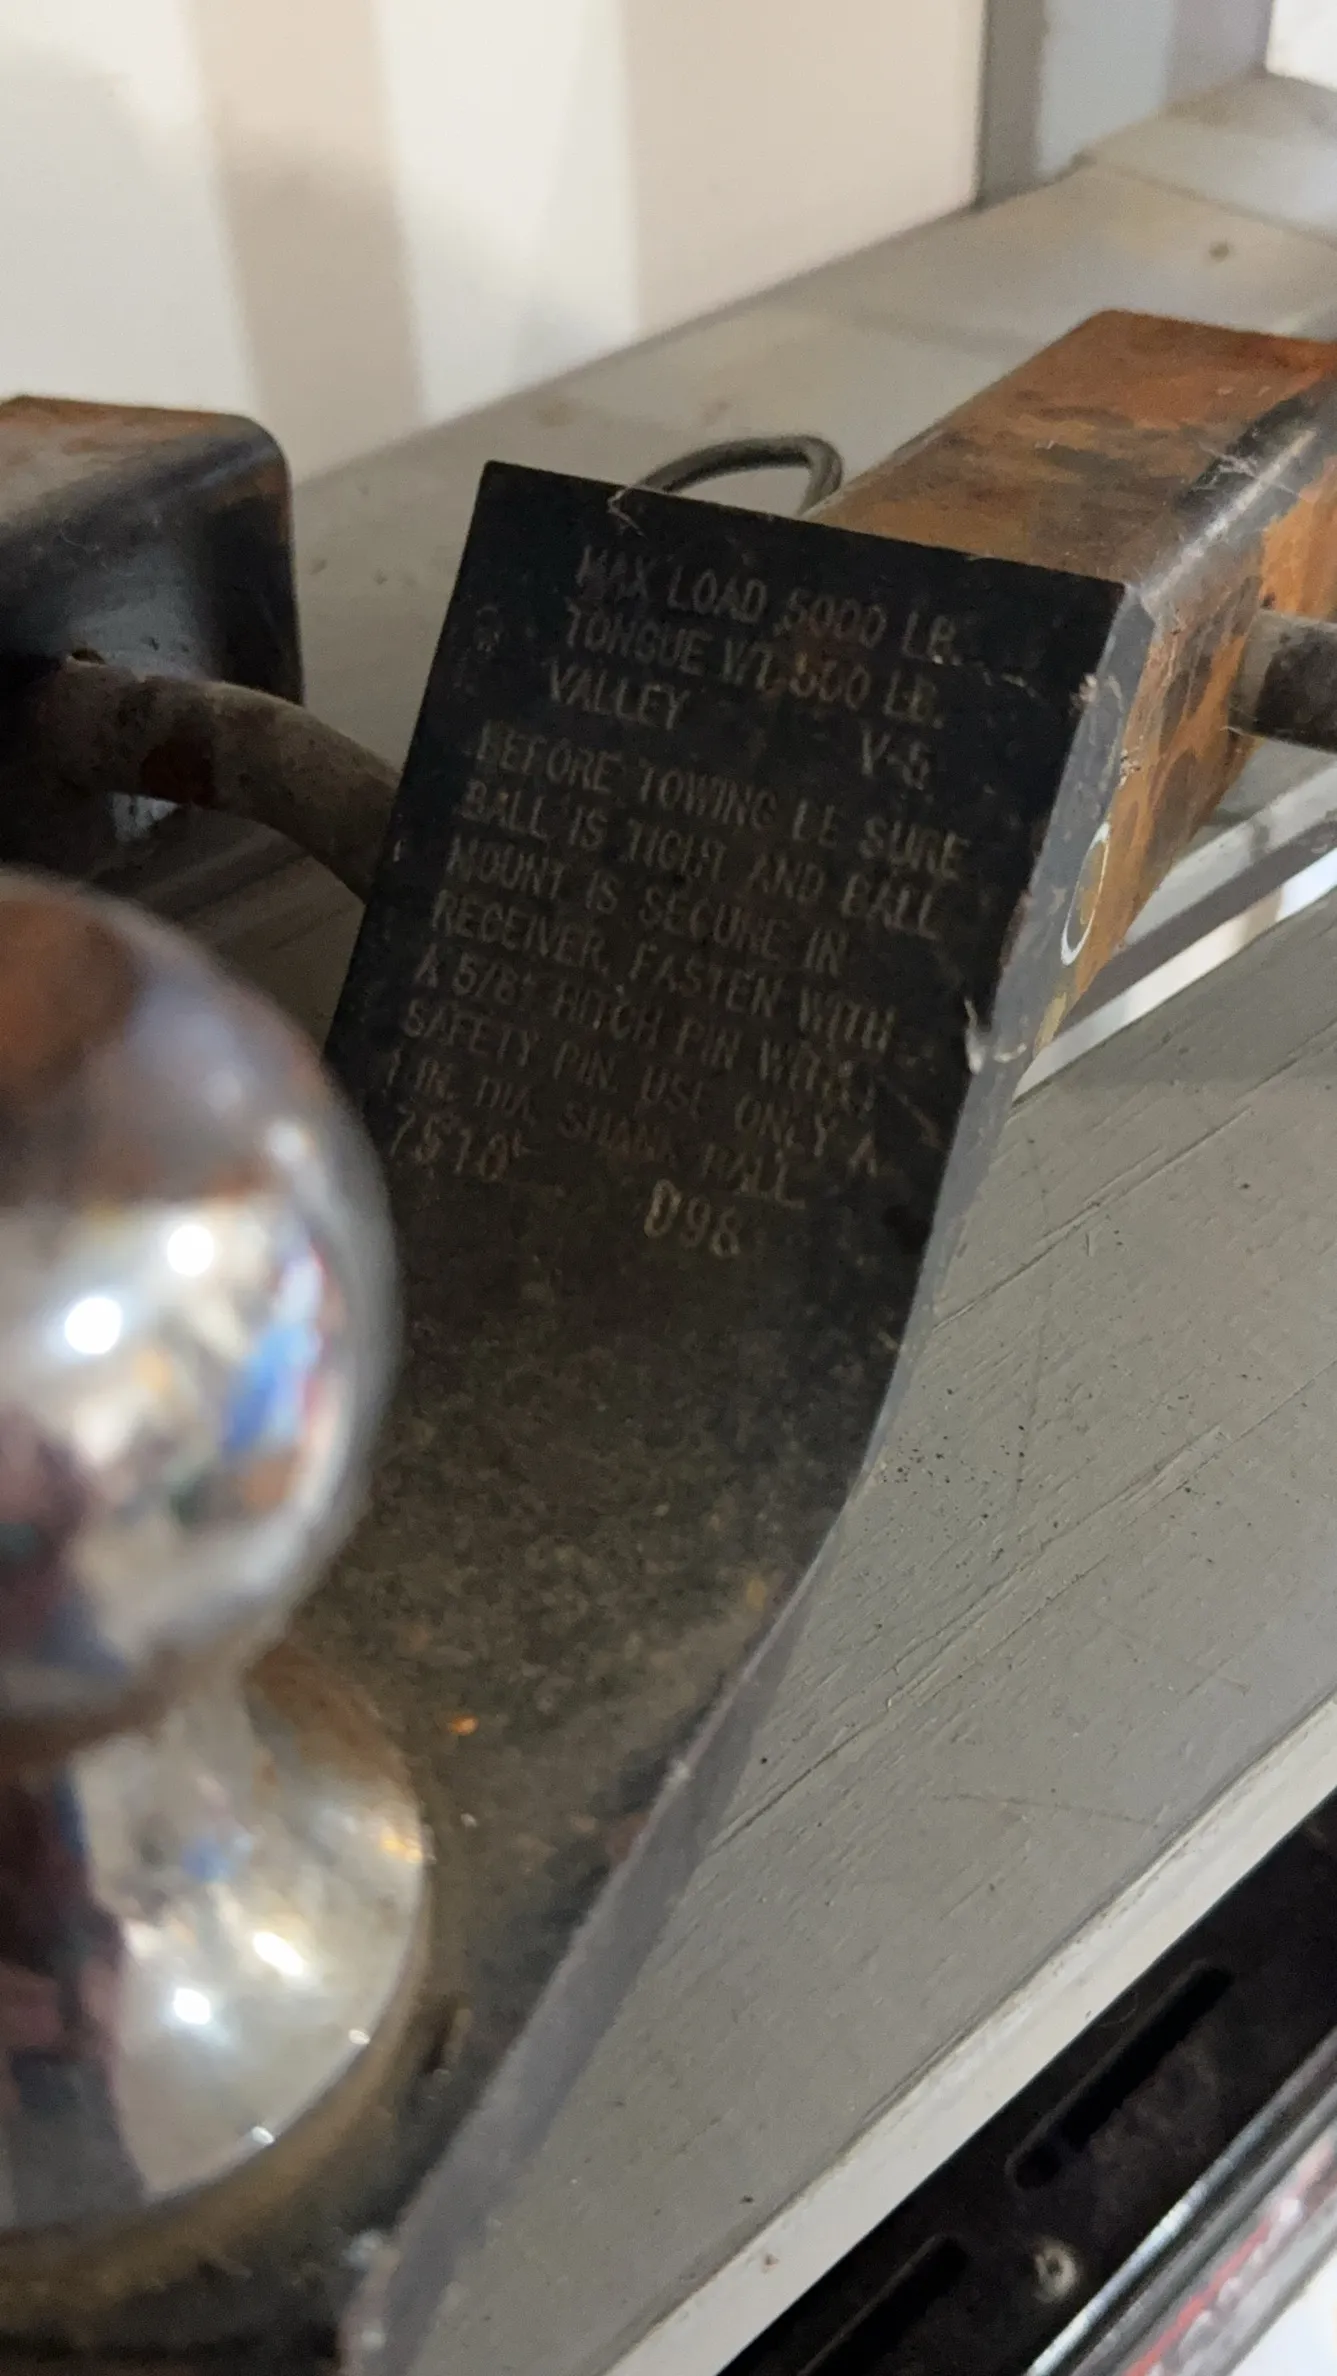 MAX LOAD 5000 LB.
TONGUE WT. 500 LB.
VALLEY V-5
BEFORE TOWING BE SURE
BALL IS TIGHT AND BALL
MOUNT IS SECURE IN
RECEIVER. FASTEN WITH
A 5/8" HITCH PIN WITH
SAFETY PIN. USE ONLY A
1 IN. DIA. SHANK BALL
D98